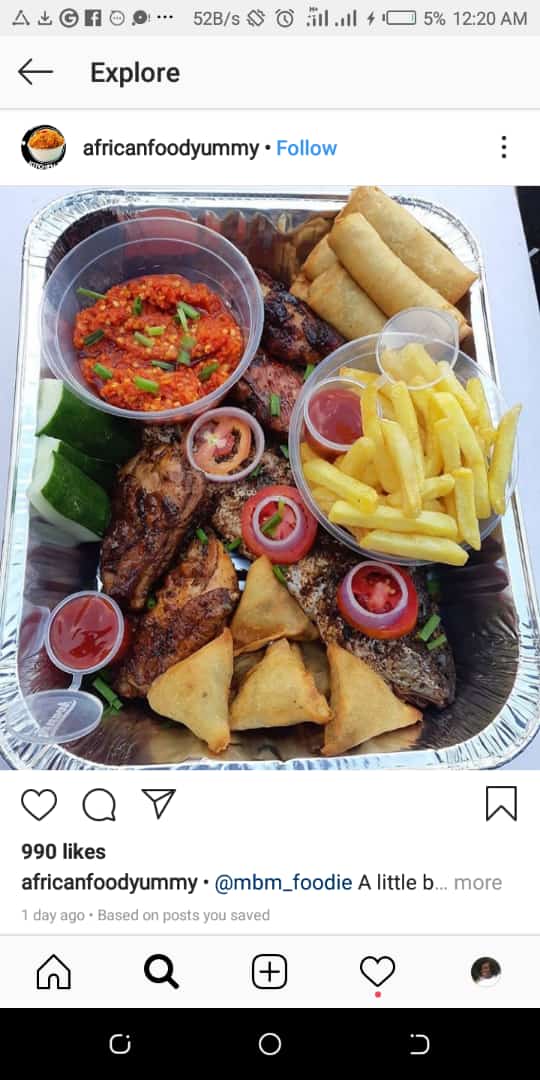 52B/s 5% 12:20 AM
Explore
africanfoodyummy • Follow
990 likes
africanfoodyummy • @mbm_foodie A little b... more
1 day ago • Based on posts you saved